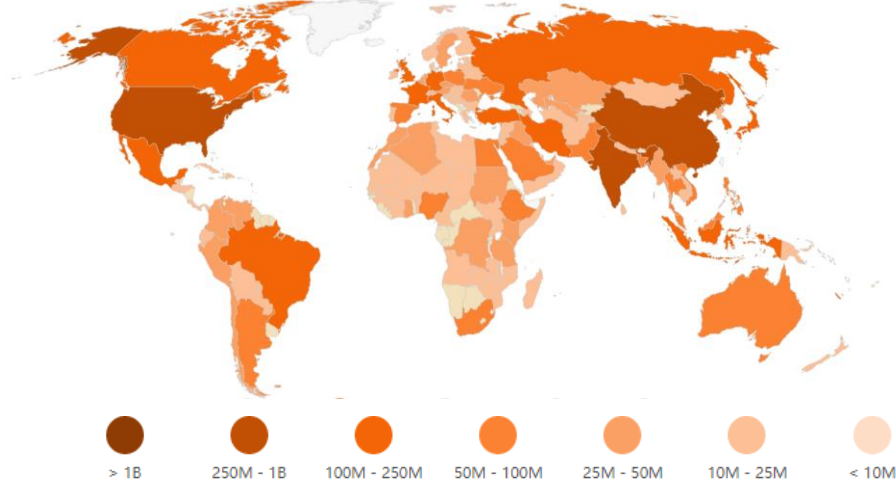 > 1B
250M - 1B
100M - 250M
50M - 100M
25M - 50M
10M - 25M
< 10M